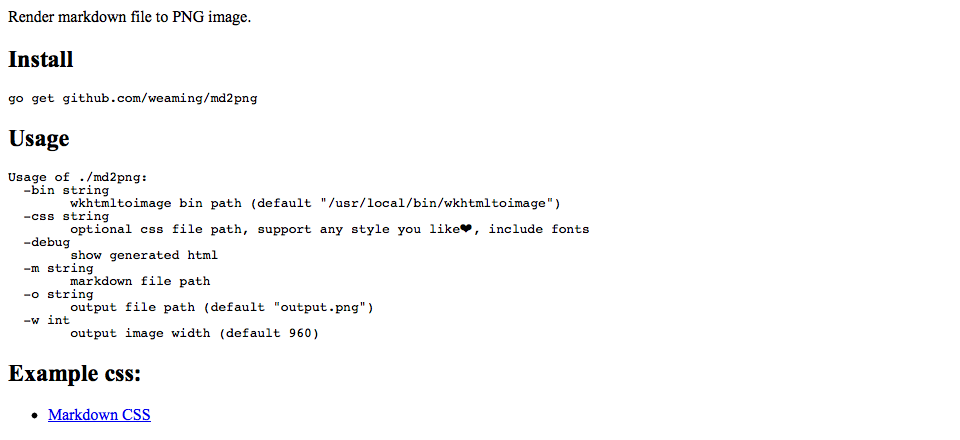 Render markdown file to PNG image.
Install
go get github.com/weaming/md2png
Usage
Usage of ./md2png:
  -bin string
        wkhtmltoimage bin path (default "/usr/local/bin/wkhtmltoimage")
  -css string
        optional css file path, support any style you like❤, include fonts
  -debug
        show generated html
  -m string
        markdown file path
  -o string
        output file path (default "output.png")
  -w int
        output image width (default 960)
Example css:
• Markdown CSS